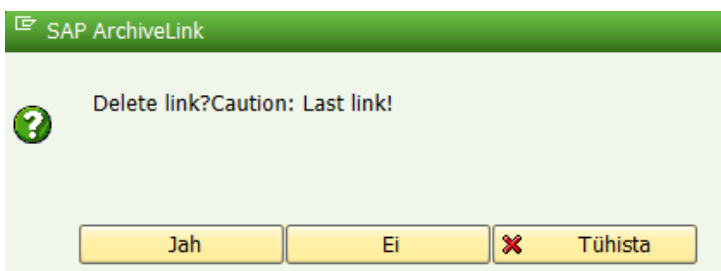 SAP ArchiveLink
Delete link?Caution: Last link!
Jah Ei Tühista